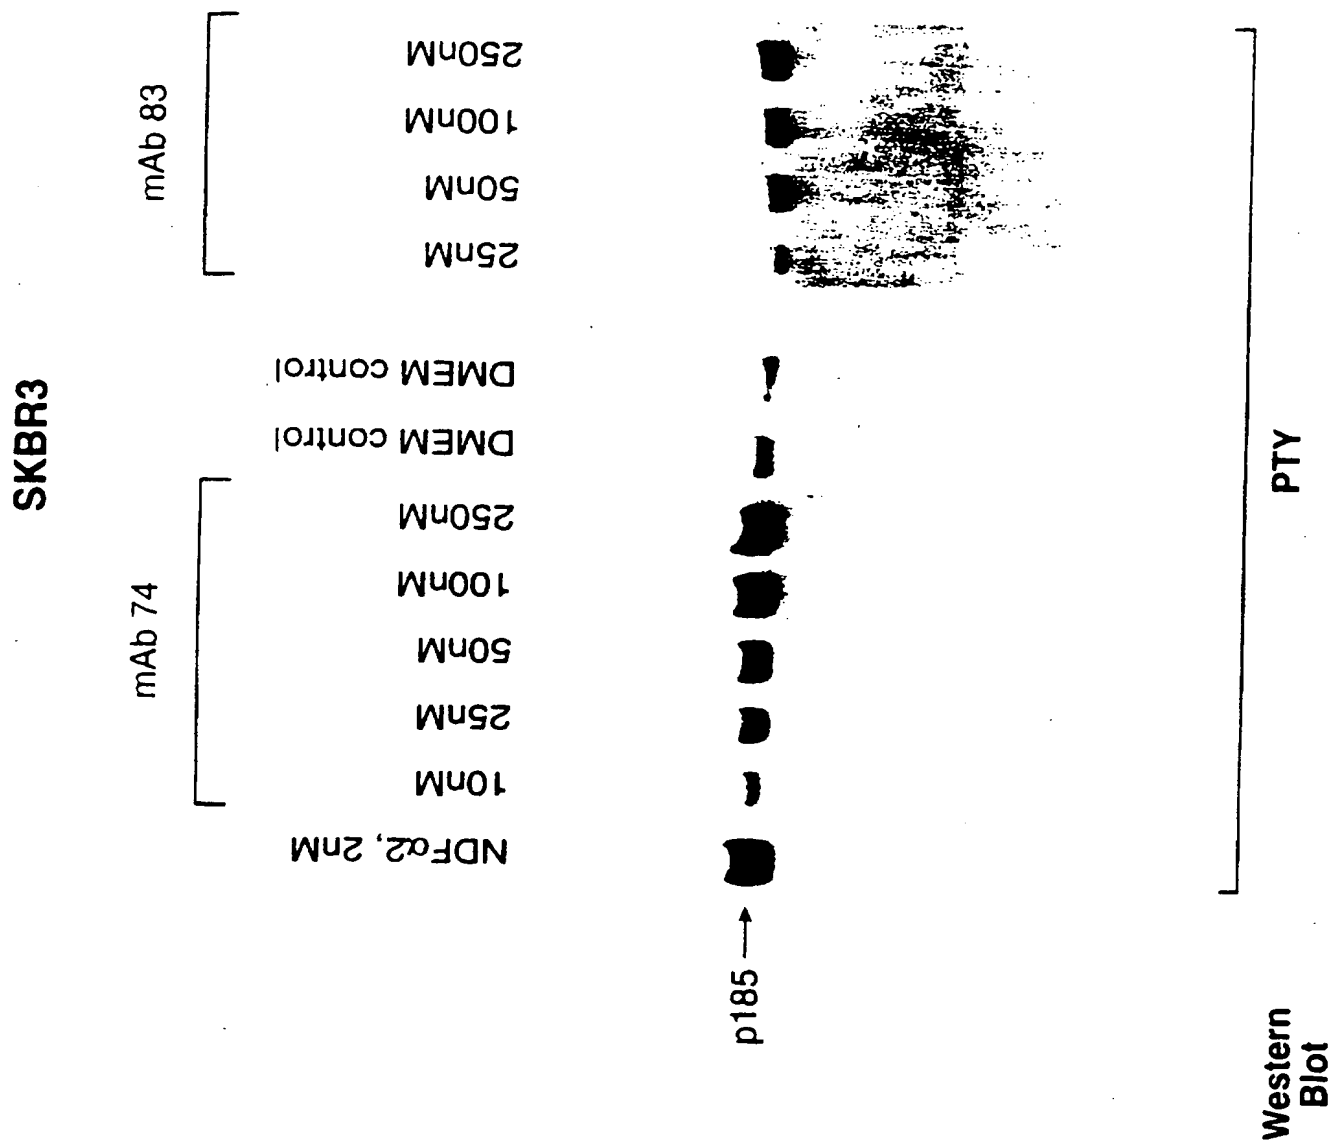 SKBR3
mAb 74
mAb 83
NDFα2, 2nM
10nM
25nM
50nM
100nM
250nM
DMEM control
DMEM control
25nM
50nM
100nM
250nM
p185
Western
Blot
PTY